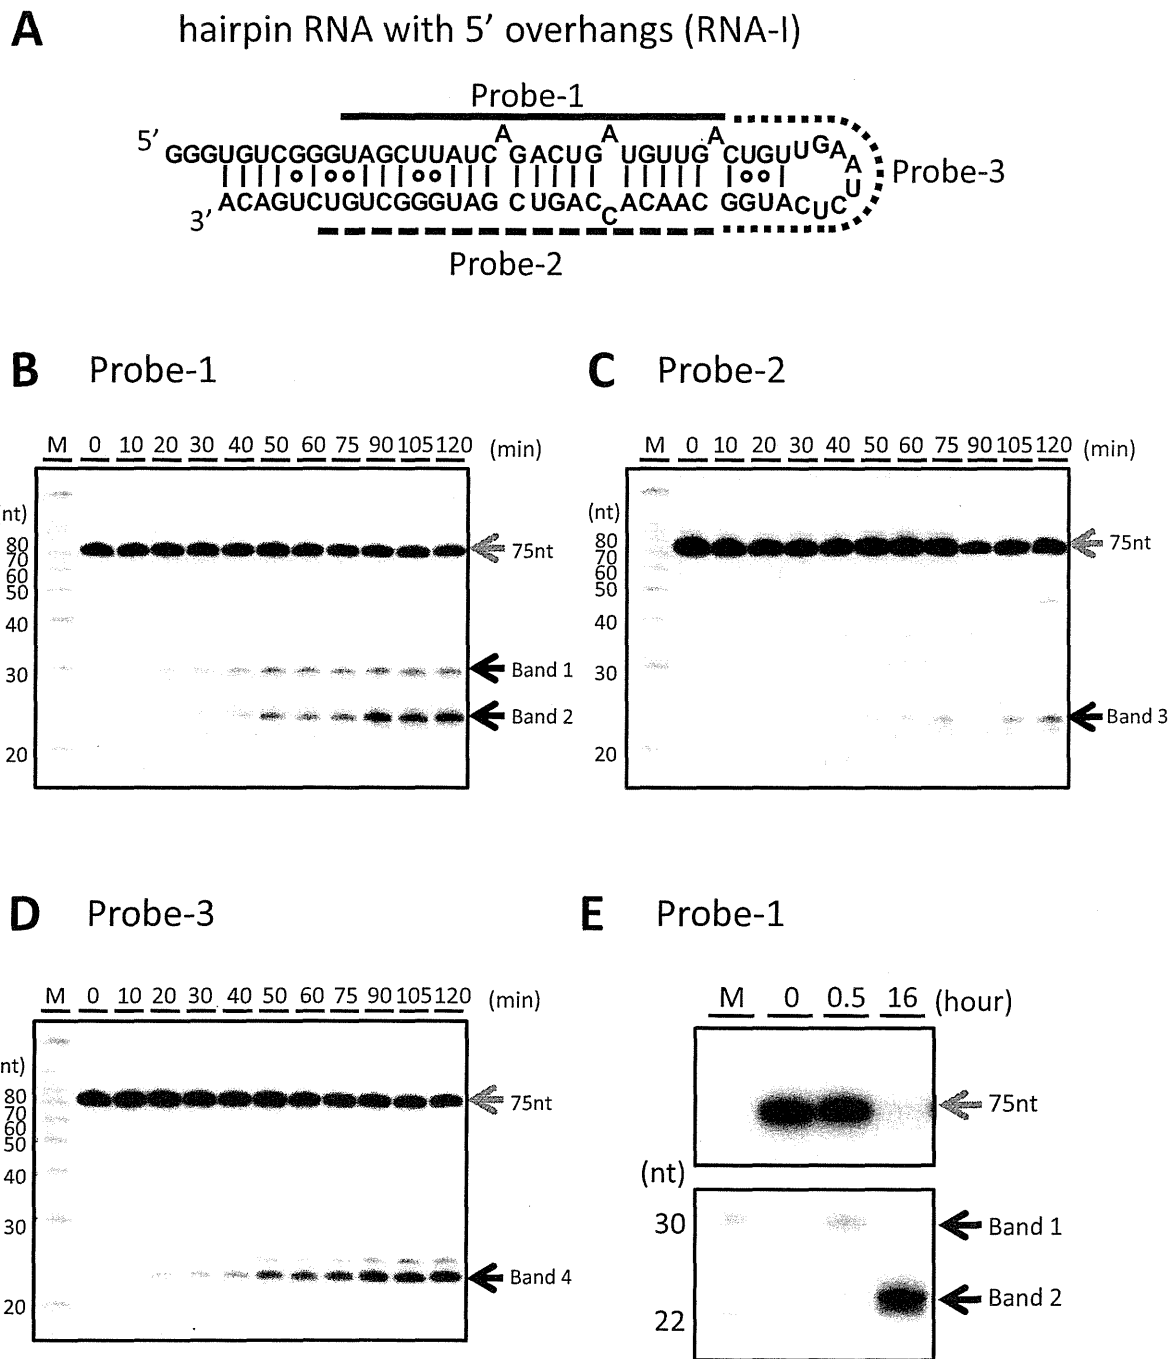 A hairpin RNA with 5' overhangs (RNA-I)
Probe-1
5' GGGUGUCGGGUAGCUUAUC A GACUG A UGUUG A CUGUUGAA
Probe-3
U
3' ACAGUCUGUCGGGUAG CUGAC C ACAAC GGUACUC
Probe-2
B Probe-1
M 0 10 20 30 40 50 60 75 90 105 120 (min)
nt)
80
70
60
50
40
30
20
75nt
Band 1
Band 2
C Probe-2
M 0 10 20 30 40 50 60 75 90 105 120 (min)
(nt)
80
70
60
50
40
30
20
75nt
Band 3
D Probe-3
M 0 10 20 30 40 50 60 75 90 105 120 (min)
nt)
80
70
60
50
40
30
20
75nt
Band 4
E Probe-1
M 0 0.5 16 (hour)
75nt
(nt)
30
22
Band 1
Band 2